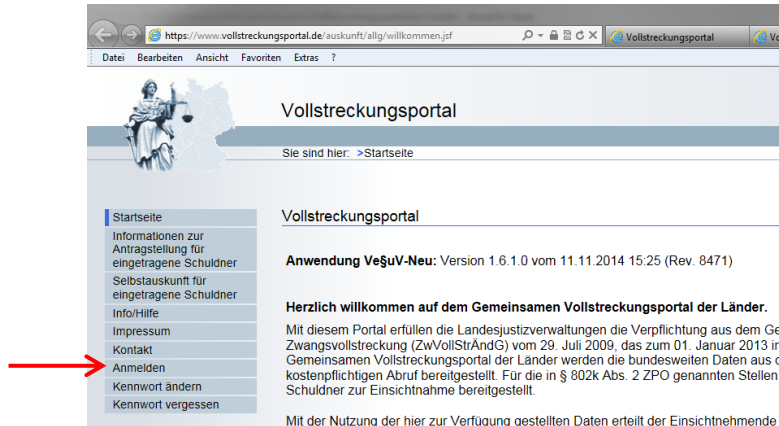 https://www.vollstreckungsportal.de/auskunft/allg/willkommen.jsf
Vollstreckungsportal
Datei Bearbeiten Ansicht Favoriten Extras ?
Vollstreckungsportal
Sie sind hier: >Startseite
Startseite
Informationen zur
Antragstellung für
eingetragene Schuldner
Selbstauskunft für
eingetragene Schuldner
Info/Hilfe
Impressum
Kontakt
Anmelden
Kennwort ändern
Kennwort vergessen
Vollstreckungsportal
Anwendung Ve§uV-Neu: Version 1.6.1.0 vom 11.11.2014 15:25 (Rev. 8471)
Herzlich willkommen auf dem Gemeinsamen Vollstreckungsportal der Länder.
Mit diesem Portal erfüllen die Landesjustizverwaltungen die Verpflichtung aus dem
Zwangsvollstreckung (ZwVollStrÄndG) vom 29. Juli 2009, das zum 01. Januar 2013
Gemeinsamen Vollstreckungsportal der Länder werden die bundesweiten Daten aus
kostenpflichtigen Abruf bereitgestellt. Für die in § 802k Abs. 2 ZPO genannten Stellen
Schuldner zur Einsichtnahme bereitgestellt.
Mit der Nutzung der hier zur Verfügung gestellten Daten erteilt der Einsichtnehmende